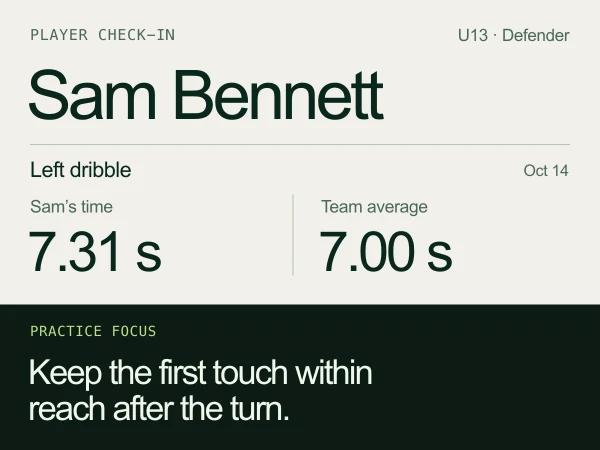 PLAYER CHECK-IN
U13 · Defender
Sam Bennett
Left dribble
Oct 14
Sam's time
Team average
7.31 s
7.00 s
PRACTICE FOCUS
Keep the first touch within
reach after the turn.